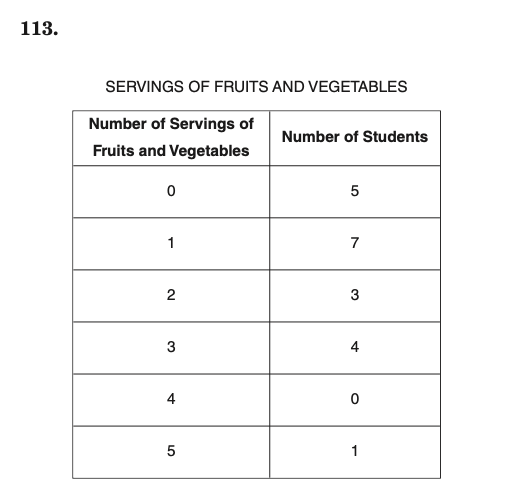 113.
SERVINGS OF FRUITS AND VEGETABLES
Number of Servings of
Fruits and Vegetables
Number of Students
0 5
1 7
2 3
3 4
4 0
5 1